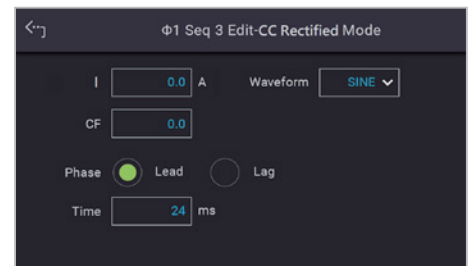 Φ1 Seq 3 Edit-CC Rectified Mode
I 0.0 A Waveform SINE
CF 0.0
Phase Lead Lag
Time 24 ms